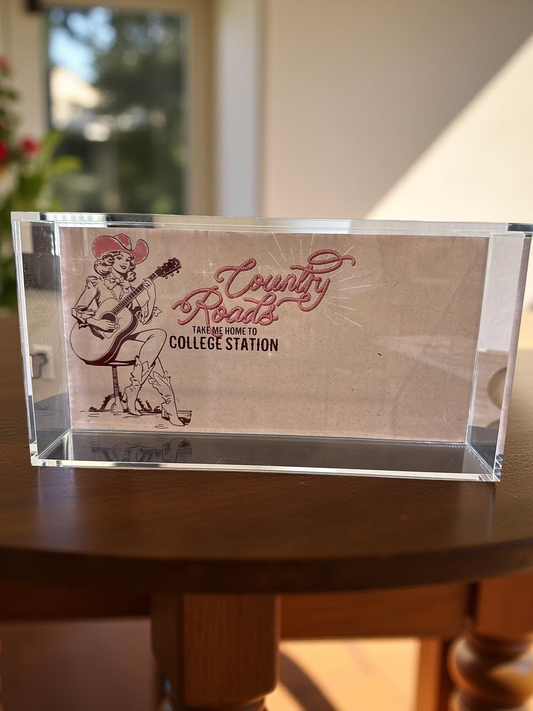 Country
Roads
TAKE ME HOME TO
COLLEGE STATION